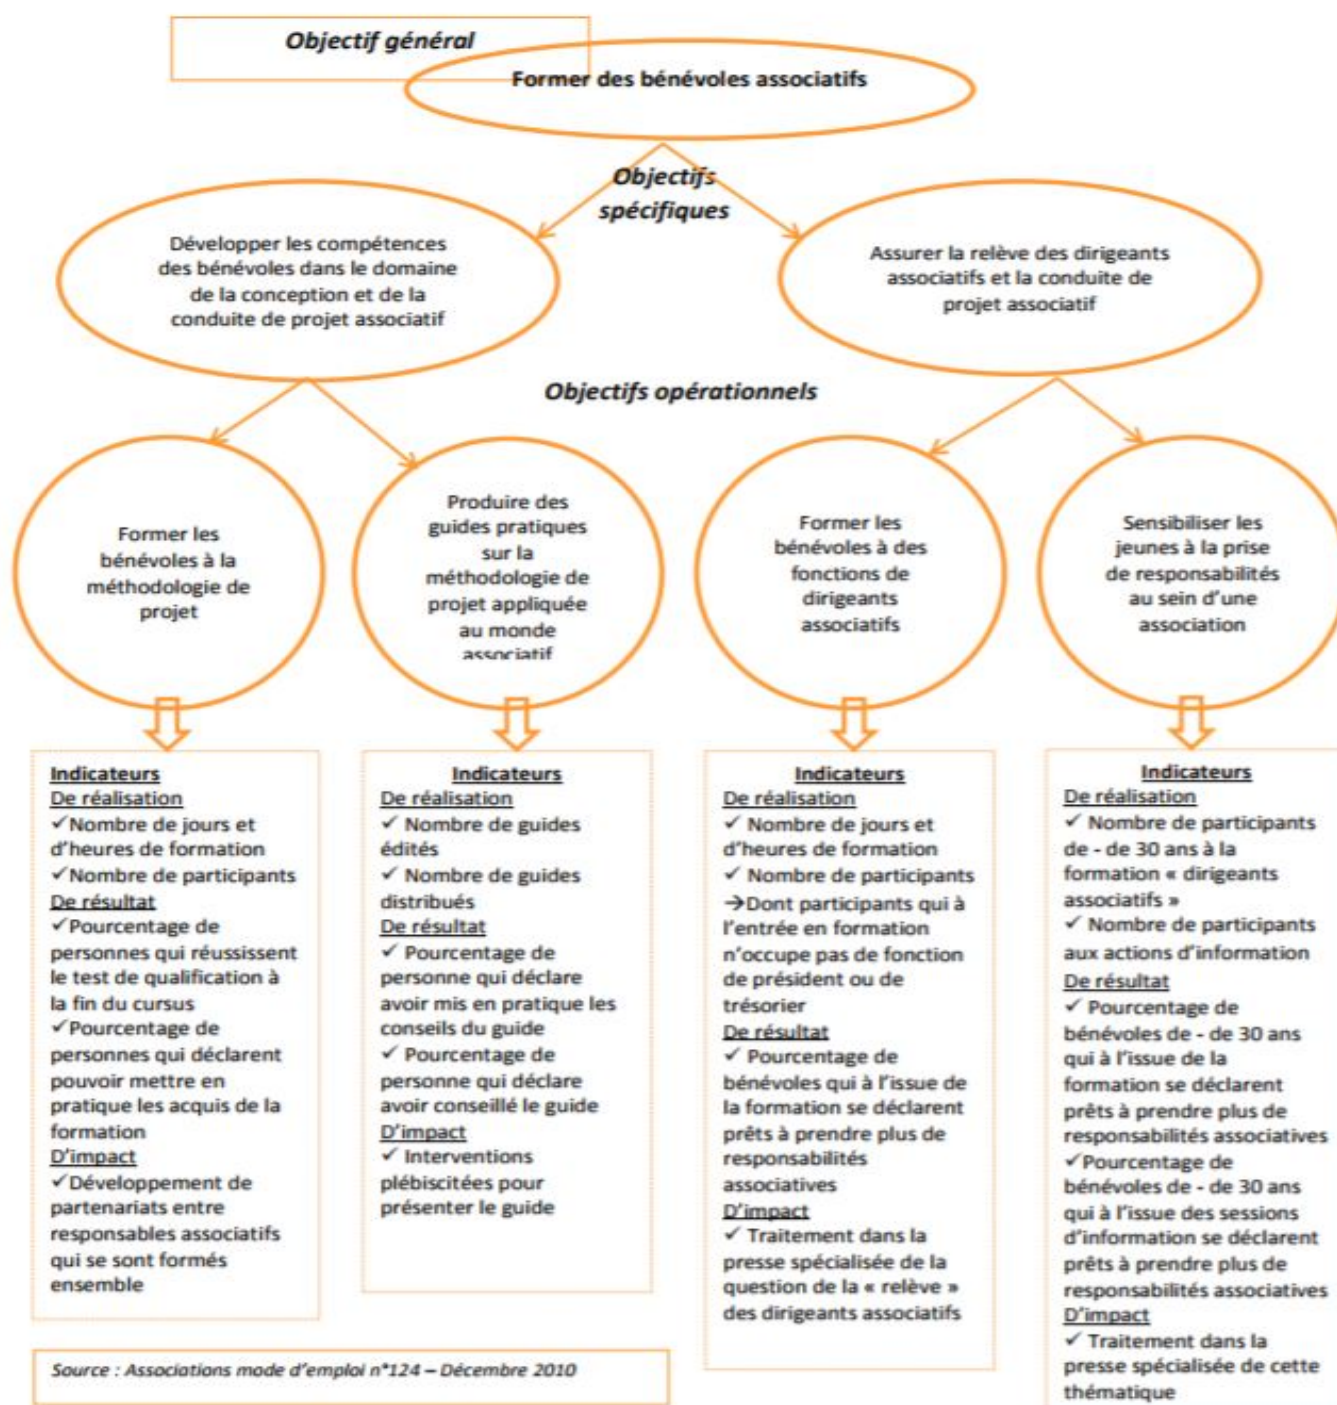 Objectif général
Former des bénévoles associatifs
Objectifs
spécifiques
Développer les compétences
des bénévoles dans le domaine
de la conception et de la
conduite de projet associatif
Assurer la relève des dirigeants
associatifs et la conduite de
projet associatif
Objectifs opérationnels
Former les
bénévoles à la
méthodologie de
projet
Produire des
guides pratiques
sur la
méthodologie de
projet appliquée
au monde
associatif
Former les
bénévoles à des
fonctions de
dirigeants
associatifs
Sensibiliser les
jeunes à la prise
de responsabilités
au sein d'une
association
Indicateurs
De réalisation
✓Nombre de jours et
d'heures de formation
✓Nombre de participants
De résultat
✓Pourcentage de
personnes qui réussissent
le test de qualification à
la fin du cursus
✓Pourcentage de
personnes qui déclarent
pouvoir mettre en
pratique les acquis de la
formation
D'impact
✓Développement de
partenariats entre
responsables associatifs
qui se sont formés
ensemble
Indicateurs
De réalisation
✓ Nombre de guides
édités
✓ Nombre de guides
distribués
De résultat
✓ Pourcentage de
personne qui déclare
avoir mis en pratique les
conseils du guide
✓ Pourcentage de
personne qui déclare
avoir conseillé le guide
D'impact
✓ Interventions
plébiscitées pour
présenter le guide
Indicateurs
De réalisation
✓ Nombre de jours et
d'heures de formation
✓ Nombre de participants
→Dont participants qui à
l'entrée en formation
n'occupe pas de fonction
de président ou de
trésorier
De résultat
✓ Pourcentage de
bénévoles qui à l'issue de
la formation se déclarent
prêts à prendre plus de
responsabilités
associatives
D'impact
✓ Traitement dans la
presse spécialisée de la
question de la « relève »
des dirigeants associatifs
Indicateurs
De réalisation
✓ Nombre de participants
de - de 30 ans à la
formation « dirigeants
associatifs »
✓ Nombre de participants
aux actions d'information
De résultat
✓ Pourcentage de
bénévoles de - de 30 ans
qui à l'issue de la
formation se déclarent
prêts à prendre plus de
responsabilités associatives
✓Pourcentage de
bénévoles de - de 30 ans
qui à l'issue des sessions
d'information se déclarent
prêts à prendre plus de
responsabilités associatives
D'impact
✓ Traitement dans la
presse spécialisée de cette
thématique
Source : Associations mode d'emploi n°124 – Décembre 2010